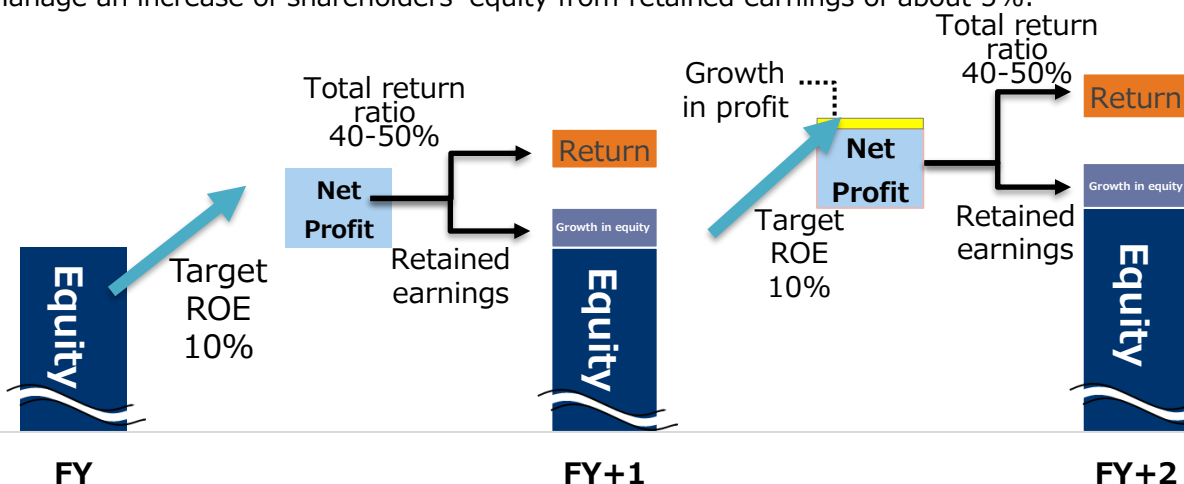 manage an increase of shareholders' equity from retained earnings of about
Total return
ratio
40-50%
Growth
in profit
Total return
ratio
40-50%
Return
Return
Net
Profit
Net
Profit
Growth in equity
Growth in equity
Retained
earnings
Retained
earnings
Target
ROE
10%
Target
ROE
10%
Equity
Equity
Equity
FY
FY+1
FY+2